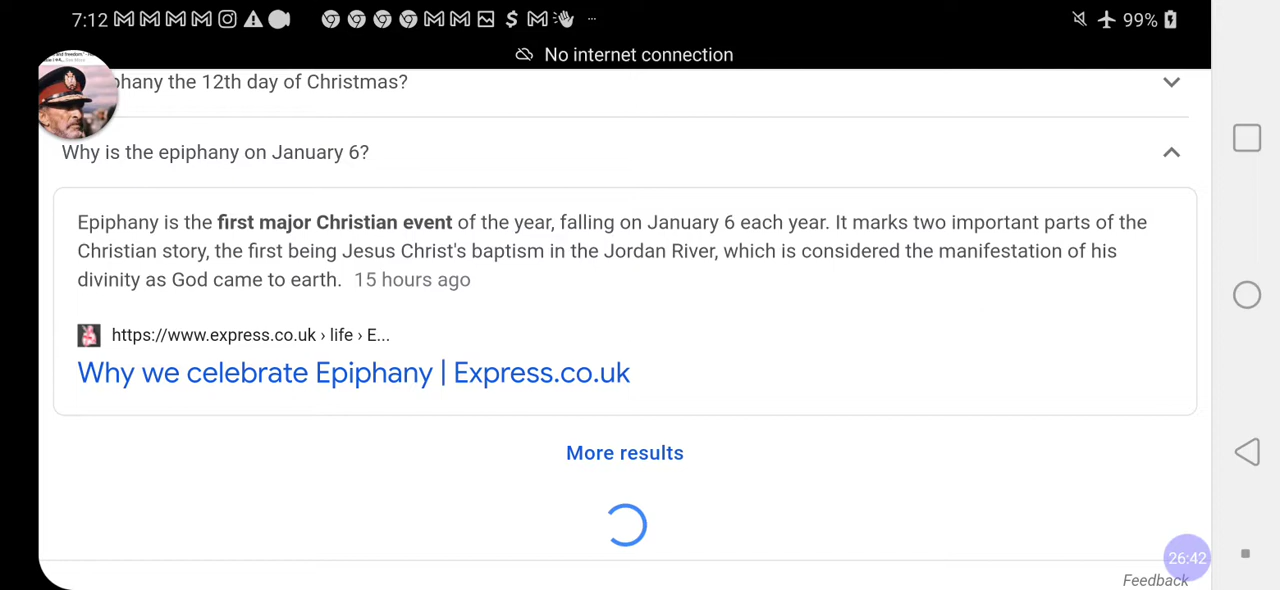 7:12
$
...
99%
No internet connection
phany the 12th day of Christmas?
Why is the epiphany on January 6?
Epiphany is the first major Christian event of the year, falling on January 6 each year. It marks two important parts of the
Christian story, the first being Jesus Christ's baptism in the Jordan River, which is considered the manifestation of his
divinity as God came to earth. 15 hours ago
https://www.express.co.uk › life › E...
Why we celebrate Epiphany | Express.co.uk
More results
26:42
Feedback